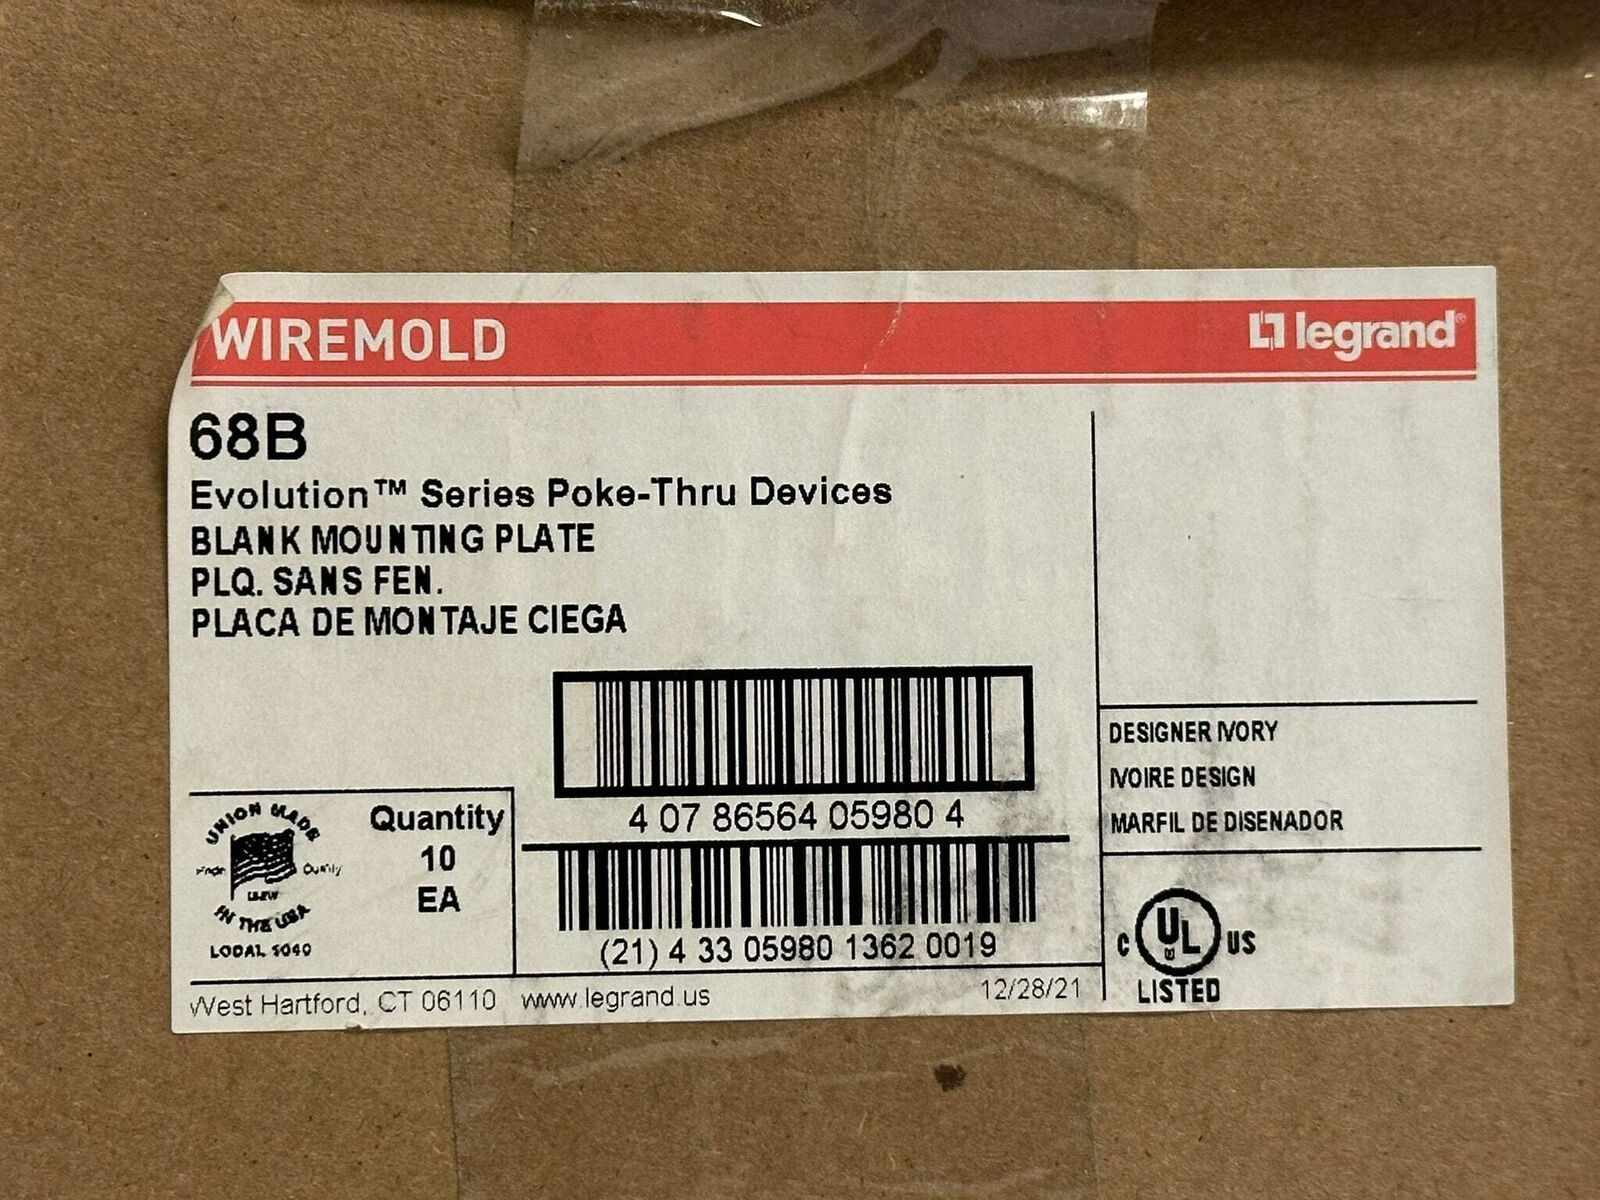 WIREMOLD
legrand®
68B
Evolution™ Series Poke-Thru Devices
BLANK MOUNTING PLATE
PLQ. SANS FEN.
PLACA DE MONTAJE CIEGA
DESIGNER IVORY
IVOIRE DESIGN
MARFIL DE DISENADOR
4 07 86564 05980 4
UNION MADE
IN THE USA
Quantity
10
EA
(21) 4 33 05980 1362 0019
C UL US
LISTED
West Hartford, CT 06110 www.legrand.us
12/28/21